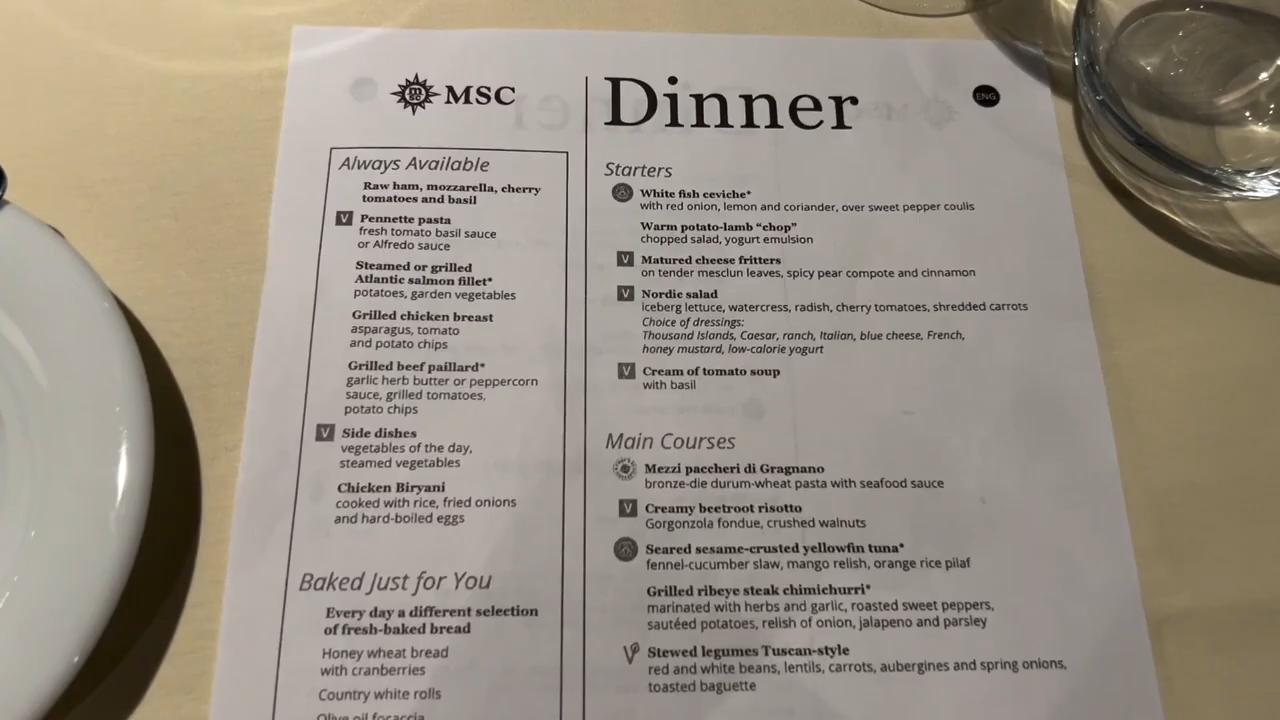 MSC
Always Available
Raw ham, mozzarella, cherry
tomatoes and basil
V Pennette pasta
fresh tomato basil sauce
or Alfredo sauce
Steamed or grilled
Atlantic salmon fillet*
potatoes, garden vegetables
Grilled chicken breast
asparagus, tomato
and potato chips
Grilled beef paillard*
garlic herb butter or peppercorn
sauce, grilled tomatoes,
potato chips
V Side dishes
vegetables of the day,
steamed vegetables
Chicken Biryani
cooked with rice, fried onions
and hard-boiled eggs
Baked Just for You
Every day a different selection
of fresh-baked bread
Honey wheat bread
with cranberries
Country white rolls
Olive oil focaccia
Dinner
ENG
Starters
White fish ceviche*
with red onion, lemon and coriander, over sweet pepper coulis
Warm potato-lamb “chop”
chopped salad, yogurt emulsion
V Matured cheese fritters
on tender mesclun leaves, spicy pear compote and cinnamon
V Nordic salad
iceberg lettuce, watercress, radish, cherry tomatoes, shredded carrots
Choice of dressings:
Thousand Islands, Caesar, ranch, Italian, blue cheese, French,
honey mustard, low-calorie yogurt
V Cream of tomato soup
with basil
Main Courses
Mezzi paccheri di Gragnano
bronze-die durum-wheat pasta with seafood sauce
V Creamy beetroot risotto
Gorgonzola fondue, crushed walnuts
Seared sesame-crusted yellowfin tuna*
fennel-cucumber slaw, mango relish, orange rice pilaf
Grilled ribeye steak chimichurri*
marinated with herbs and garlic, roasted sweet peppers,
sautéed potatoes, relish of onion, jalapeno and parsley
V Stewed legumes Tuscan-style
red and white beans, lentils, carrots, aubergines and spring onions,
toasted baguette